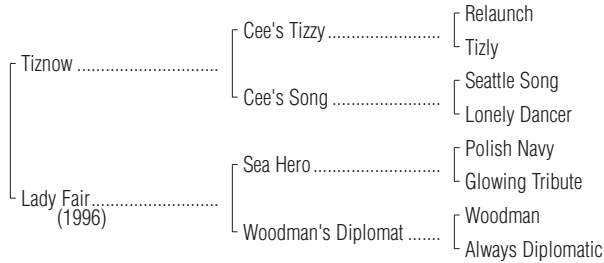 Relaunch
Cee's Tizzy ........................
Tizly
Tiznow ..............................
Seattle Song
Cee's Song .......................
Lonely Dancer
Polish Navy
Sea Hero ...........................
Glowing Tribute
Lady Fair...........................
(1996)
Woodman
Woodman's Diplomat .......
Always Diplomatic